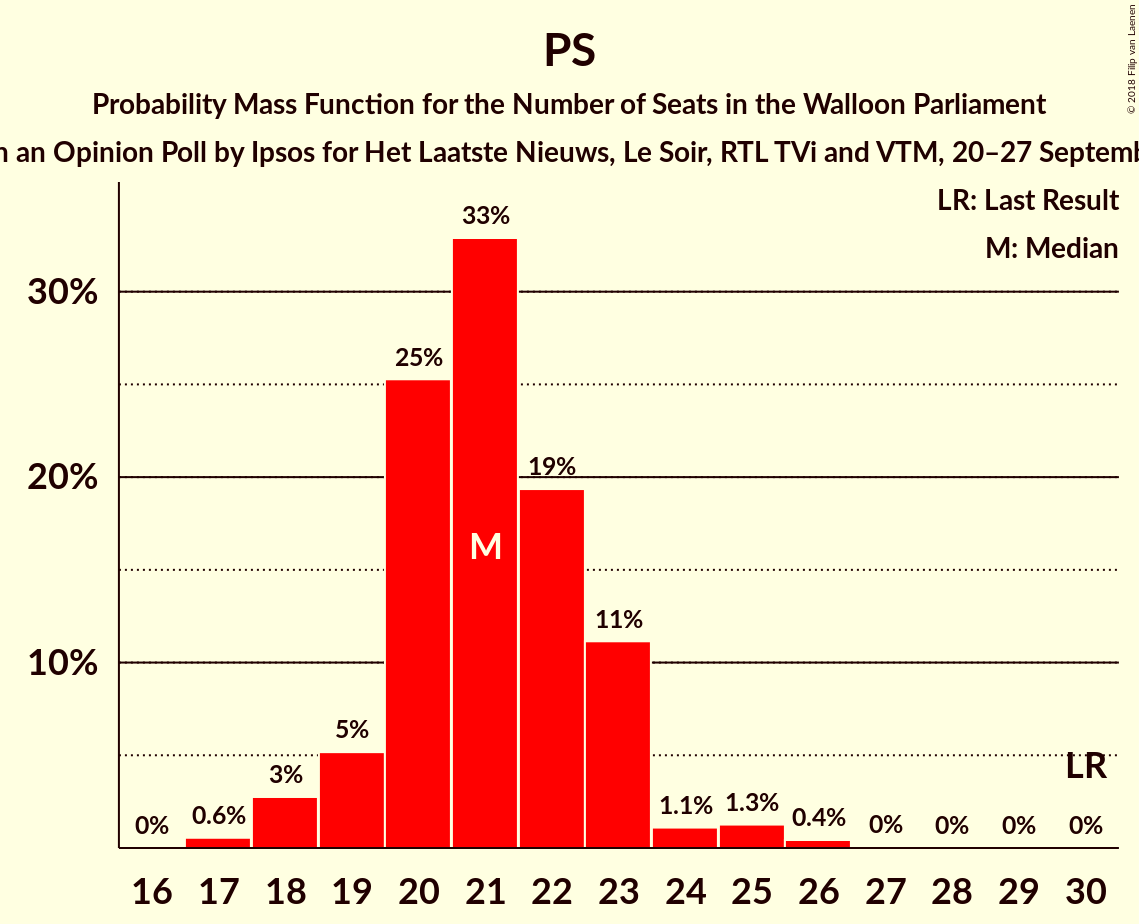 PS
Probability Mass Function for the Number of Seats in the Walloon Parliament
an Opinion Poll by Ipsos for Het Laatste Nieuws, Le Soir, RTL TVi and VTM, 20–27 Septemb
© 2018 Filip van Laenen
LR: Last Result
M: Median
33%
30%
25%
20%
19%
M
11%
10%
5%
LR
3%
0%
0.6%
1.1%
1.3%
0.4%
0%
0%
0%
0%
16 17 18 19 20 21 22 23 24 25 26 27 28 29 30